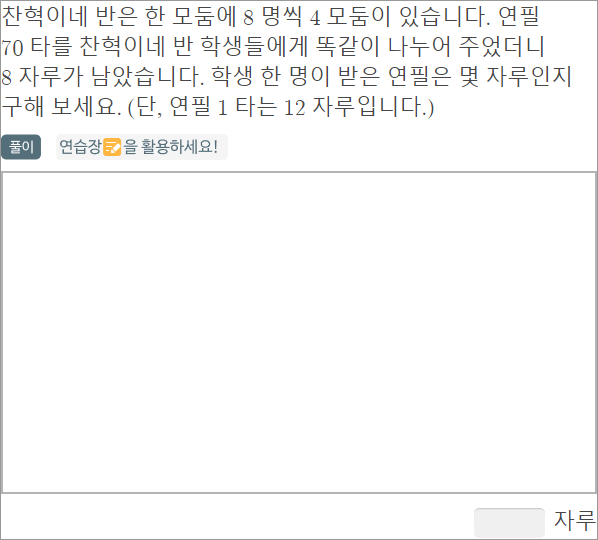 찬혁이네 반은 한 모둠에 8 명씩 4 모둠이 있습니다. 연필
70 타를 찬혁이네 반 학생들에게 똑같이 나누어 주었더니
8 자루가 남았습니다. 학생 한 명이 받은 연필은 몇 자루인지
구해 보세요. (단, 연필 1 타는 12 자루입니다.)
풀이 연습장을 활용하세요!
자루